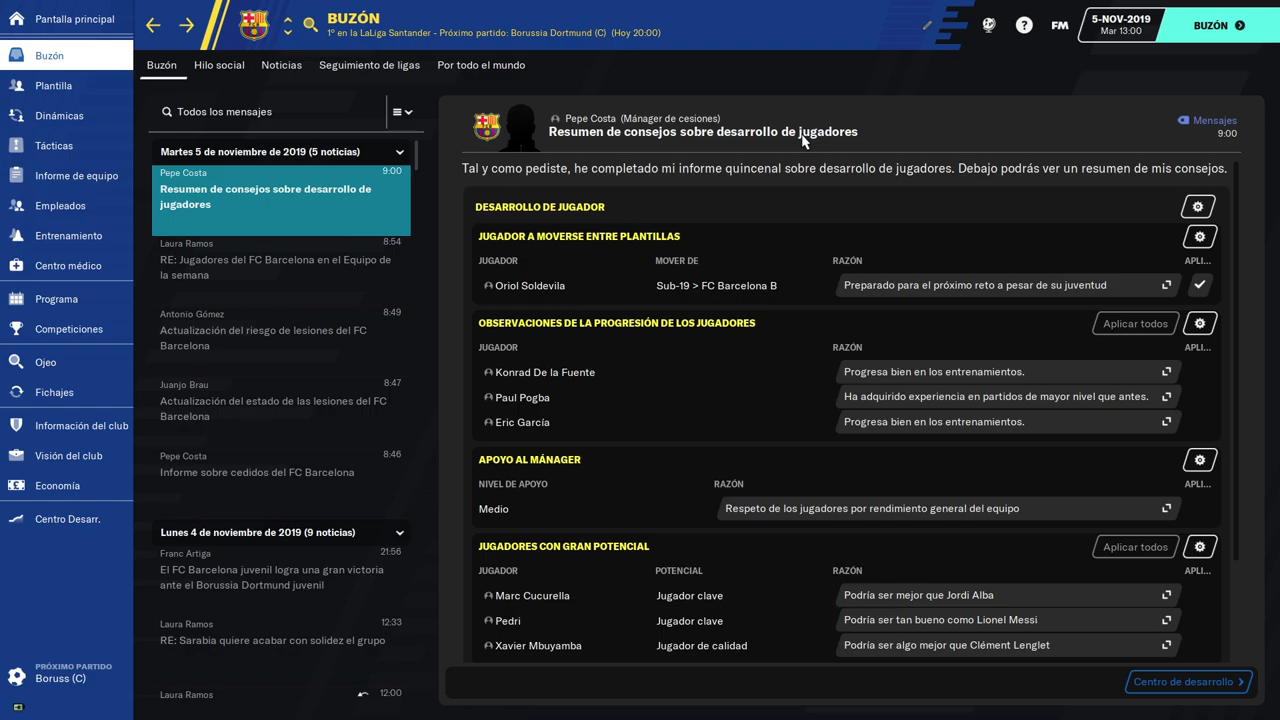 Pantalla principal
Buzón
Plantilla
Dinámicas
Tácticas
Informe de equipo
Empleados
Entrenamiento
Centro médico
Programa
Competiciones
Ojeo
Fichajes
Información del club
Visión del club
Economía
Centro Desarr.
PRÓXIMO PARTIDO
Boruss (C)
BUZÓN
1º en la LaLiga Santander - Próximo partido: Borussia Dortmund (C) (Hoy 20:00)
?
FM
5-NOV-2019
Mar 13:00
BUZÓN
Buzón
Hilo social
Noticias
Seguimiento de ligas
Por todo el mundo
Todos los mensajes
Martes 5 de noviembre de 2019 (5 noticias)
Pepe Costa 9:00
Resumen de consejos sobre desarrollo de
jugadores
Laura Ramos 8:54
RE: Jugadores del FC Barcelona en el Equipo de
la semana
Antonio Gómez 8:49
Actualización del riesgo de lesiones del FC
Barcelona
Juanjo Brau 8:47
Actualización del estado de las lesiones del FC
Barcelona
Pepe Costa 8:46
Informe sobre cedidos del FC Barcelona
Lunes 4 de noviembre de 2019 (9 noticias)
Franc Artiga 21:56
El FC Barcelona juvenil logra una gran victoria
ante el Borussia Dortmund juvenil
Laura Ramos 12:33
RE: Sarabia quiere acabar con solidez el grupo
Laura Ramos 12:00
Pepe Costa (Mánager de cesiones)
Resumen de consejos sobre desarrollo de jugadores
Mensajes
9:00
Tal y como pediste, he completado mi informe quincenal sobre desarrollo de jugadores. Debajo podrás ver un resumen de mis consejos.
DESARROLLO DE JUGADOR
JUGADOR A MOVERSE ENTRE PLANTILLAS
JUGADOR MOVER DE RAZÓN APLI...
Oriol Soldevila Sub-19 > FC Barcelona B Preparado para el próximo reto a pesar de su juventud
OBSERVACIONES DE LA PROGRESIÓN DE LOS JUGADORES Aplicar todos
JUGADOR RAZÓN APLI...
Konrad De la Fuente Progresa bien en los entrenamientos.
Paul Pogba Ha adquirido experiencia en partidos de mayor nivel que antes.
Eric García Progresa bien en los entrenamientos.
APOYO AL MÁNAGER
NIVEL DE APOYO RAZÓN APLI...
Medio Respeto de los jugadores por rendimiento general del equipo
JUGADORES CON GRAN POTENCIAL Aplicar todos
JUGADOR POTENCIAL RAZÓN APLI...
Marc Cucurella Jugador clave Podría ser mejor que Jordi Alba
Pedri Jugador clave Podría ser tan bueno como Lionel Messi
Xavier Mbuyamba Jugador de calidad Podría ser algo mejor que Clément Lenglet
Centro de desarrollo